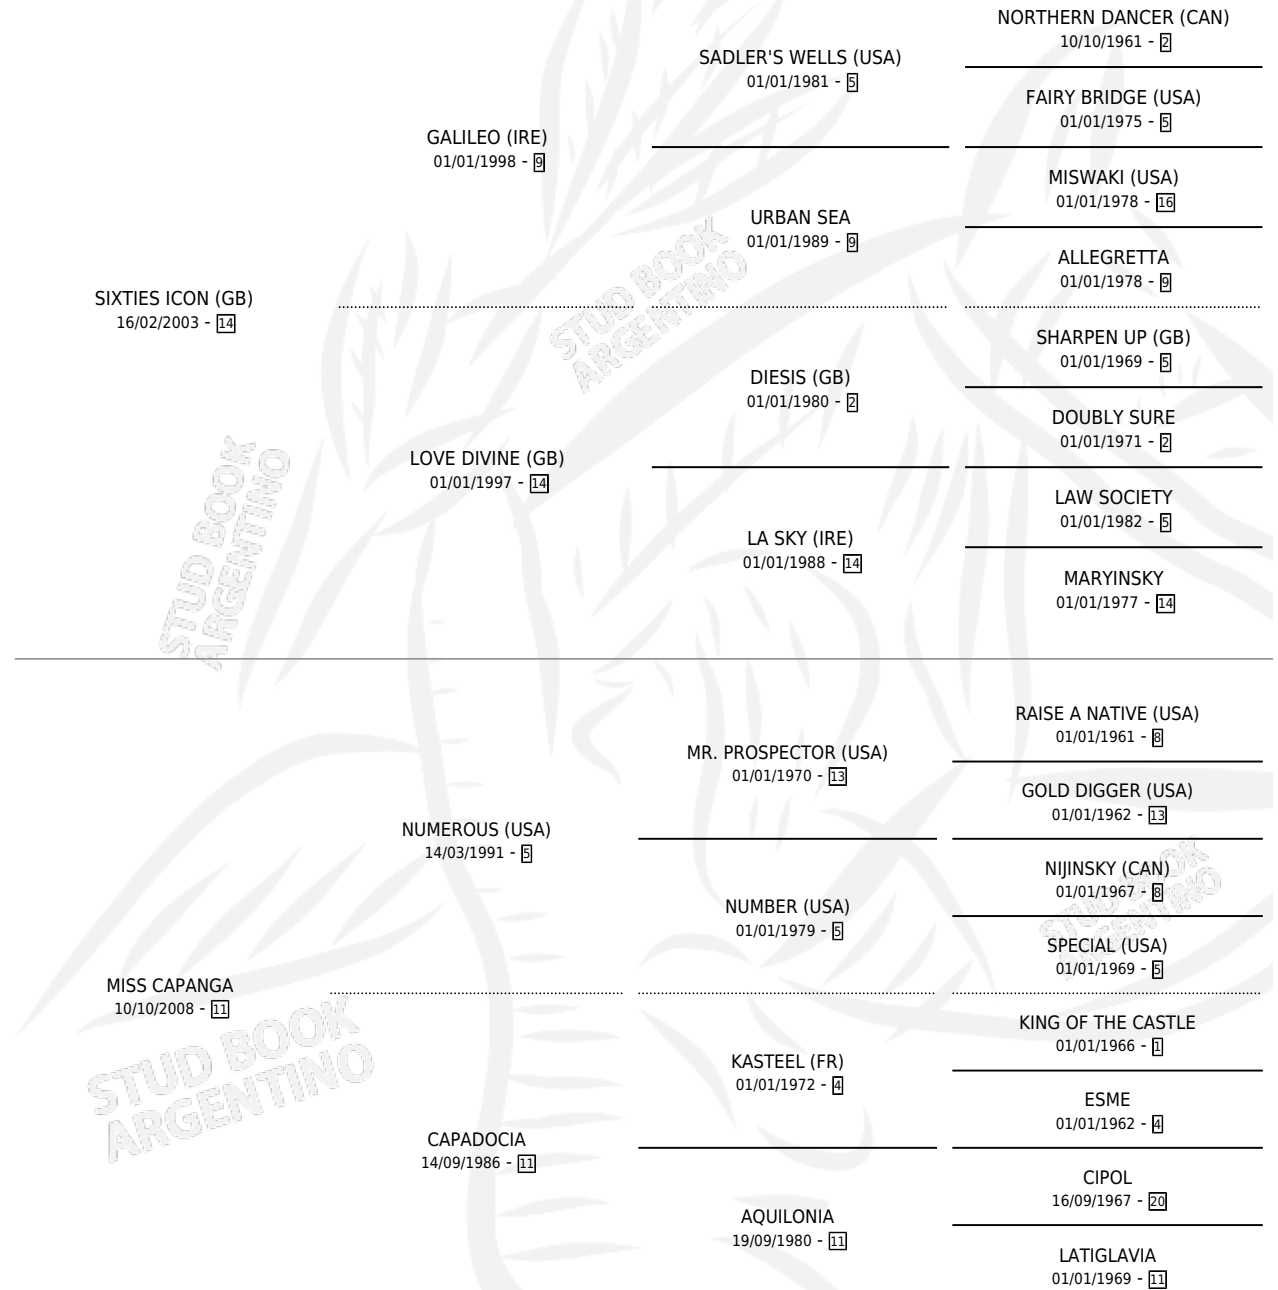 NORTHERN DANCER (CAN)
10/10/1961 - 2
SADLER'S WELLS (USA)
01/01/1981 - 5
FAIRY BRIDGE (USA)
01/01/1975 - 5
GALILEO (IRE)
01/01/1998 - 9
MISWAKI (USA)
01/01/1978 - 16
URBAN SEA
01/01/1989 - 9
ALLEGRETTA
01/01/1978 - 9
SIXTIES ICON (GB)
16/02/2003 - 14
SHARPEN UP (GB)
01/01/1969 - 5
DIESIS (GB)
01/01/1980 - 2
DOUBLY SURE
01/01/1971 - 2
LOVE DIVINE (GB)
01/01/1997 - 14
LAW SOCIETY
01/01/1982 - 5
LA SKY (IRE)
01/01/1988 - 14
MARYINSKY
01/01/1977 - 14
RAISE A NATIVE (USA)
01/01/1961 - 8
MR. PROSPECTOR (USA)
01/01/1970 - 13
GOLD DIGGER (USA)
01/01/1962 - 13
NUMEROUS (USA)
14/03/1991 - 5
NIJINSKY (CAN)
01/01/1967 - 8
NUMBER (USA)
01/01/1979 - 5
SPECIAL (USA)
01/01/1969 - 5
MISS CAPANGA
10/10/2008 - 11
KING OF THE CASTLE
01/01/1966 - 1
KASTEEL (FR)
01/01/1972 - 4
ESME
01/01/1962 - 4
CAPADOCIA
14/09/1986 - 11
CIPOL
16/09/1967 - 20
AQUILONIA
19/09/1980 - 11
LATIGLAVIA
01/01/1969 - 11
STUD BOOK
ARGENTINO
STUD BOOK
ARGENTINO
STUD BOOK
ARGENTINO
STUD BOOK
ARGENTINO